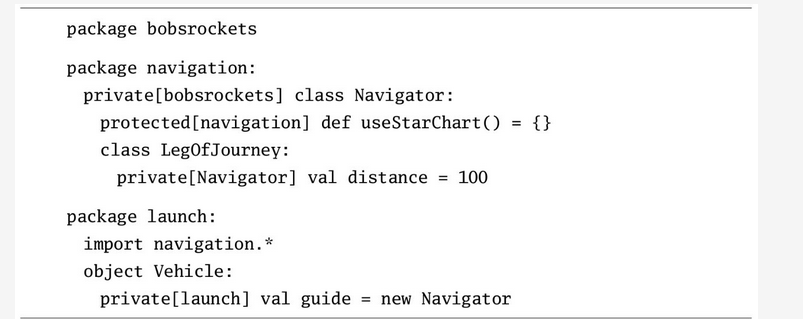 package bobsrockets
package navigation:
private[bobsrockets] class Navigator:
protected[navigation] def useStarChart() = {}
class LegOfJourney:
private[Navigator] val distance = 100
package launch:
import navigation.*
object Vehicle:
private[launch] val guide = new Navigator